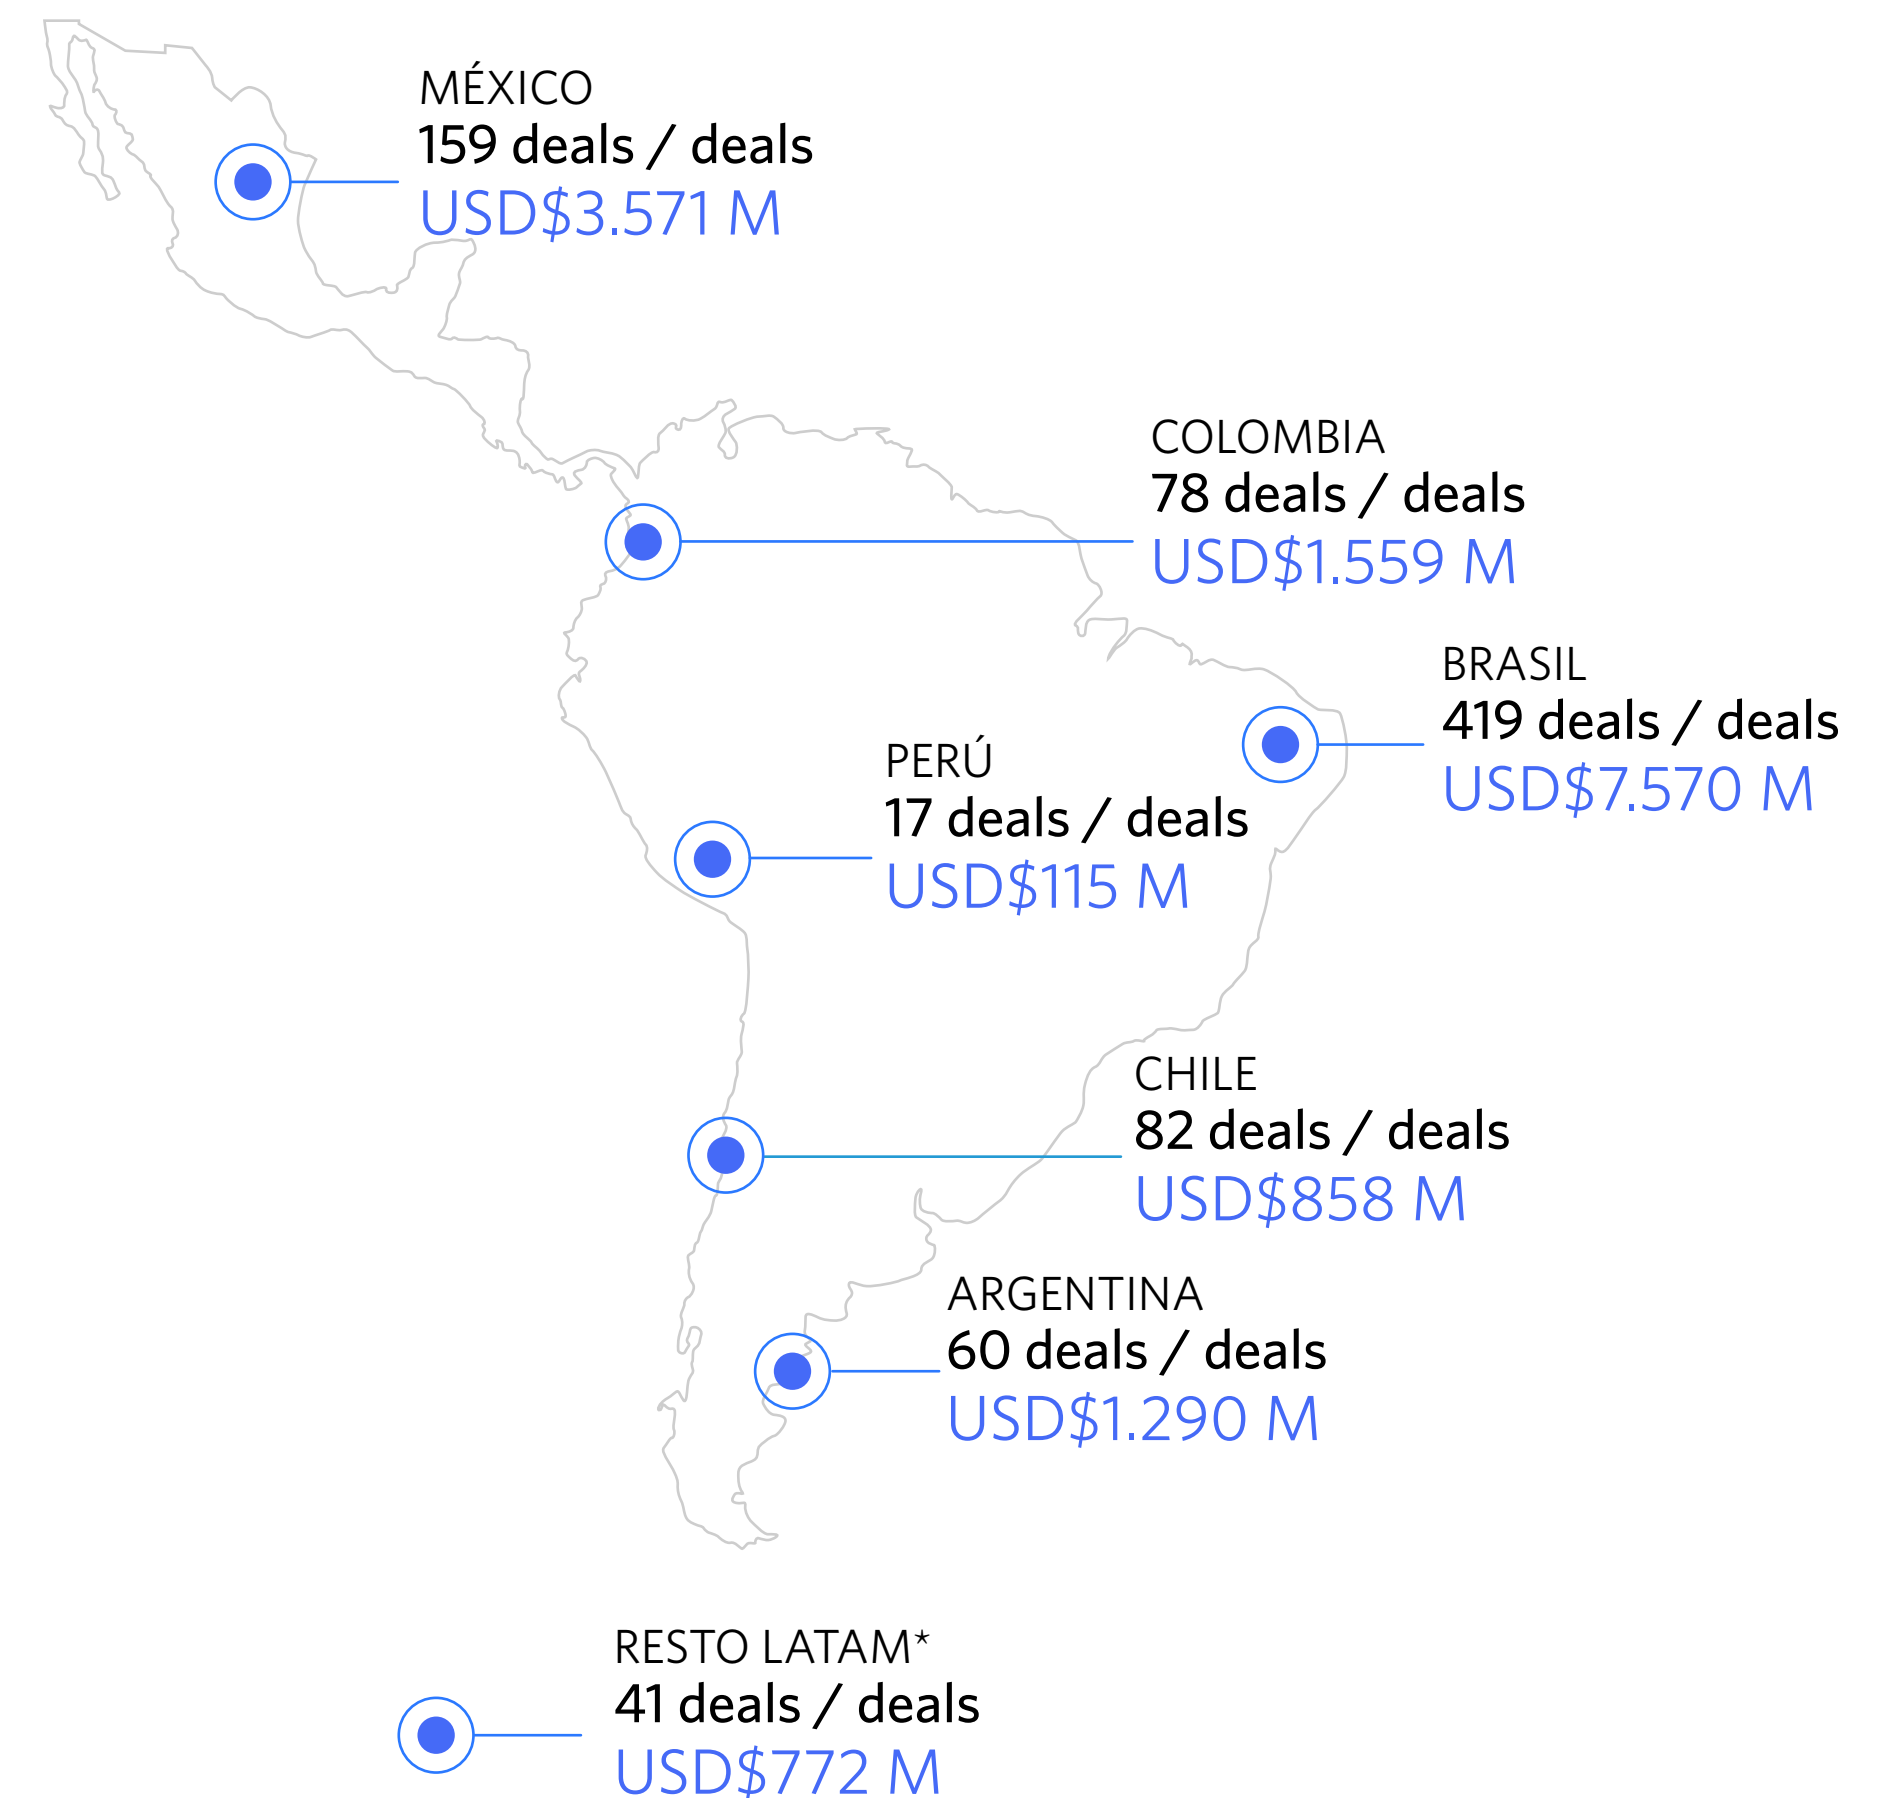 MÉXICO
159 deals / deals
USD$3.571 M
COLOMBIA
78 deals / deals
USD$1.559 M
BRASIL
419 deals / deals
USD$7.570 M
PERÚ
17 deals / deals
USD$115 M
CHILE
82 deals / deals
USD$858 M
ARGENTINA
60 deals / deals
USD$1.290 M
RESTO LATAM*
41 deals / deals
USD$772 M